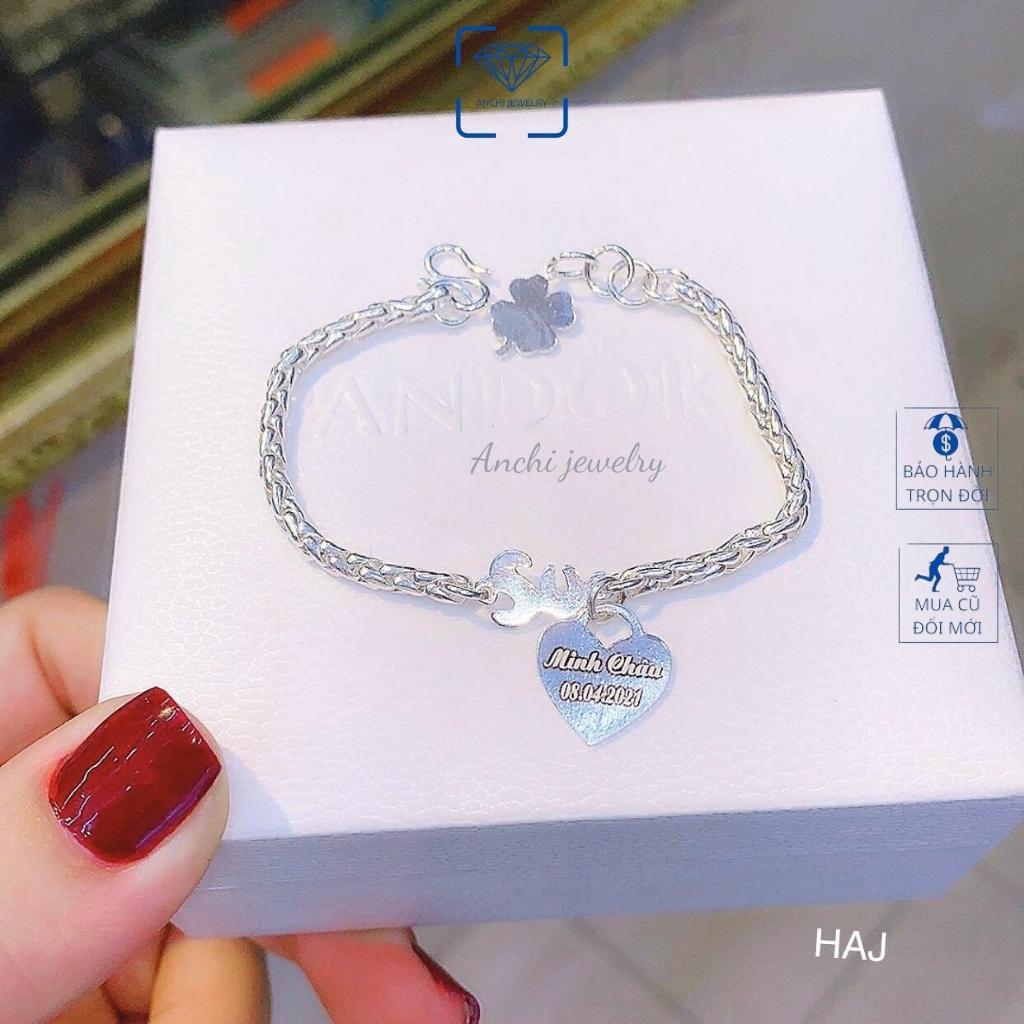 ANCHI JEWELRY
ANDOR
Anchi jewelry
BẢO HÀNH
TRỌN ĐỜI
MUA CŨ
ĐỔI MỚI
Minh Châu
08.04.2021
HAJ